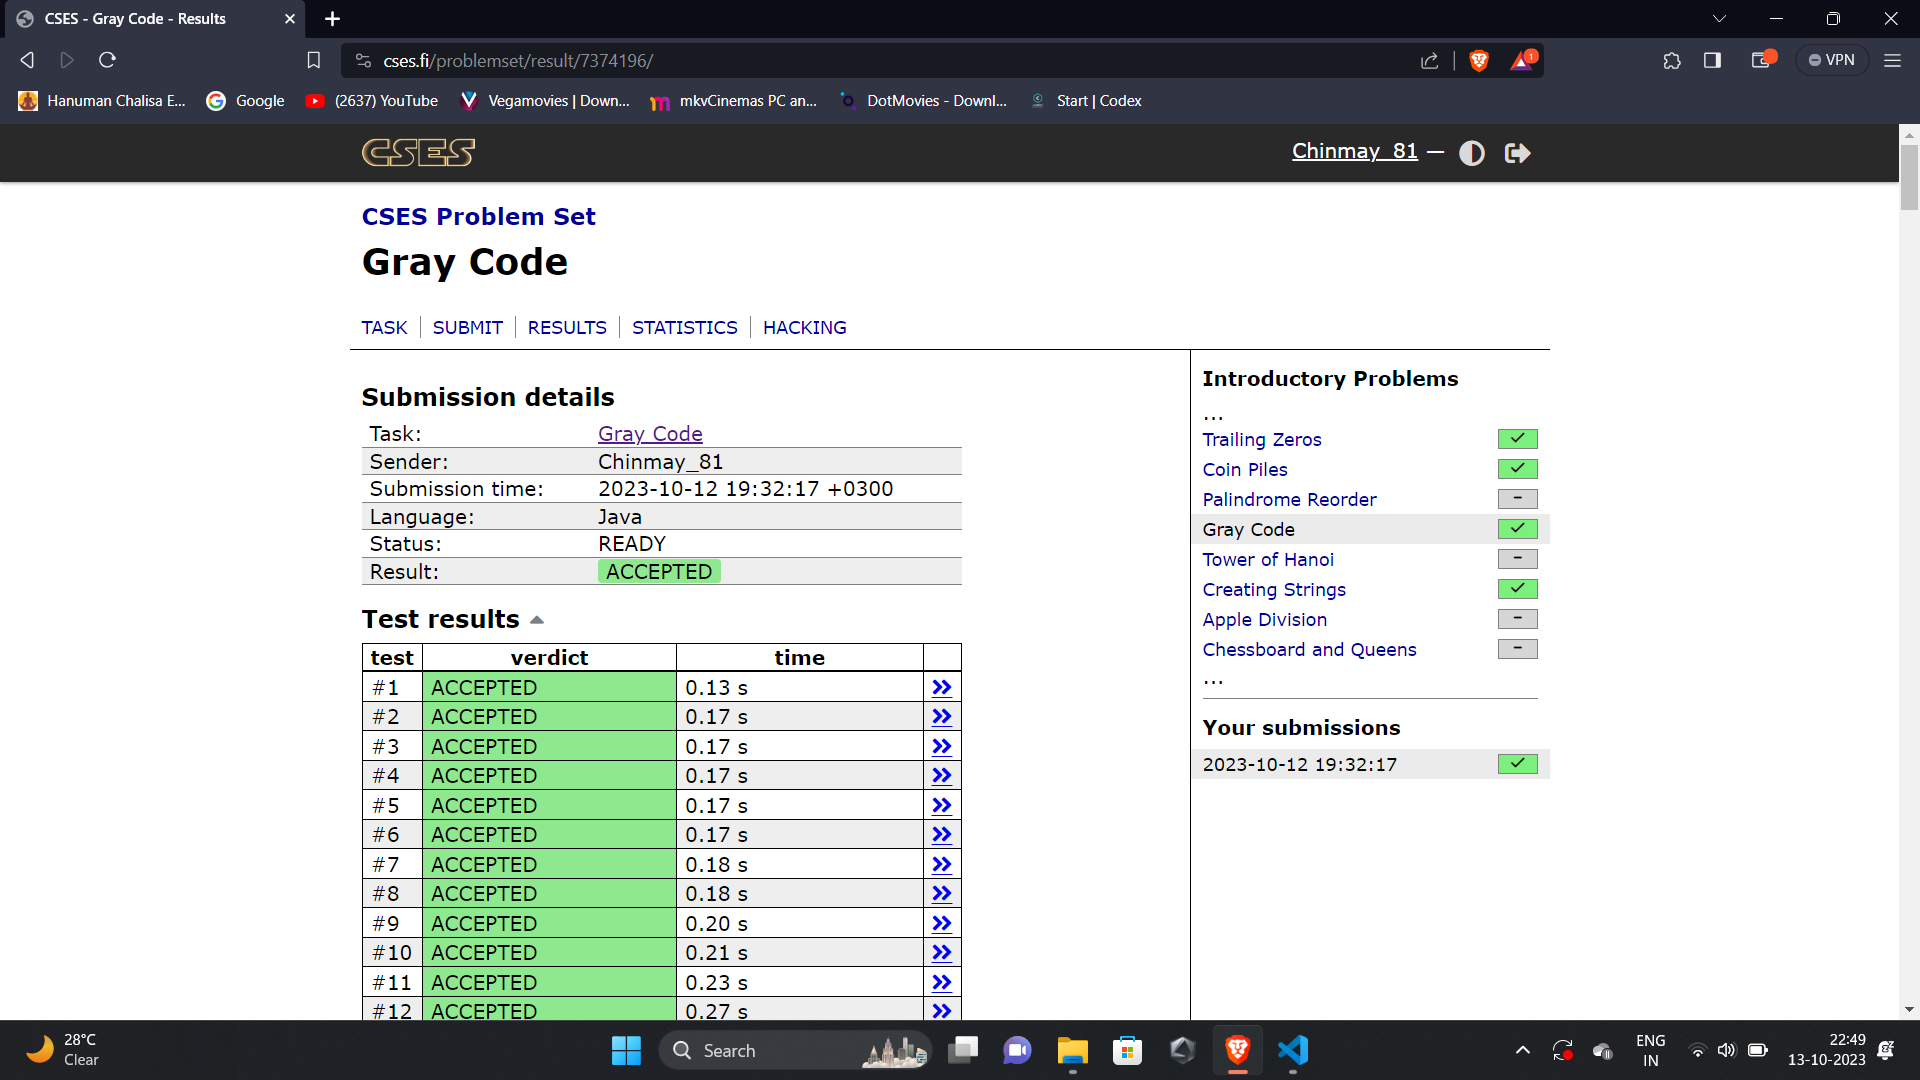 CSES - Gray Code - Results
cses.fi/problemset/result/7374196/
1
VPN
Hanuman Chalisa E...
Google
(2637) YouTube
Vegamovies | Down...
mkvCinemas PC an...
DotMovies - Downl...
Start | Codex
CSES
Chinmay_81 —
CSES Problem Set
Gray Code
TASK
SUBMIT
RESULTS
STATISTICS
HACKING
Submission details
Task: Gray Code
Sender: Chinmay_81
Submission time: 2023-10-12 19:32:17 +0300
Language: Java
Status: READY
Result: ACCEPTED
Test results
test verdict time
#1 ACCEPTED 0.13 s
#2 ACCEPTED 0.17 s
#3 ACCEPTED 0.17 s
#4 ACCEPTED 0.17 s
#5 ACCEPTED 0.17 s
#6 ACCEPTED 0.17 s
#7 ACCEPTED 0.18 s
#8 ACCEPTED 0.18 s
#9 ACCEPTED 0.20 s
#10 ACCEPTED 0.21 s
#11 ACCEPTED 0.23 s
#12 ACCEPTED 0.27 s
Introductory Problems
...
Trailing Zeros
Coin Piles
Palindrome Reorder -
Gray Code
Tower of Hanoi -
Creating Strings
Apple Division -
Chessboard and Queens -
...
Your submissions
2023-10-12 19:32:17
28°C
Clear
Search
ENG
IN
22:49
13-10-2023